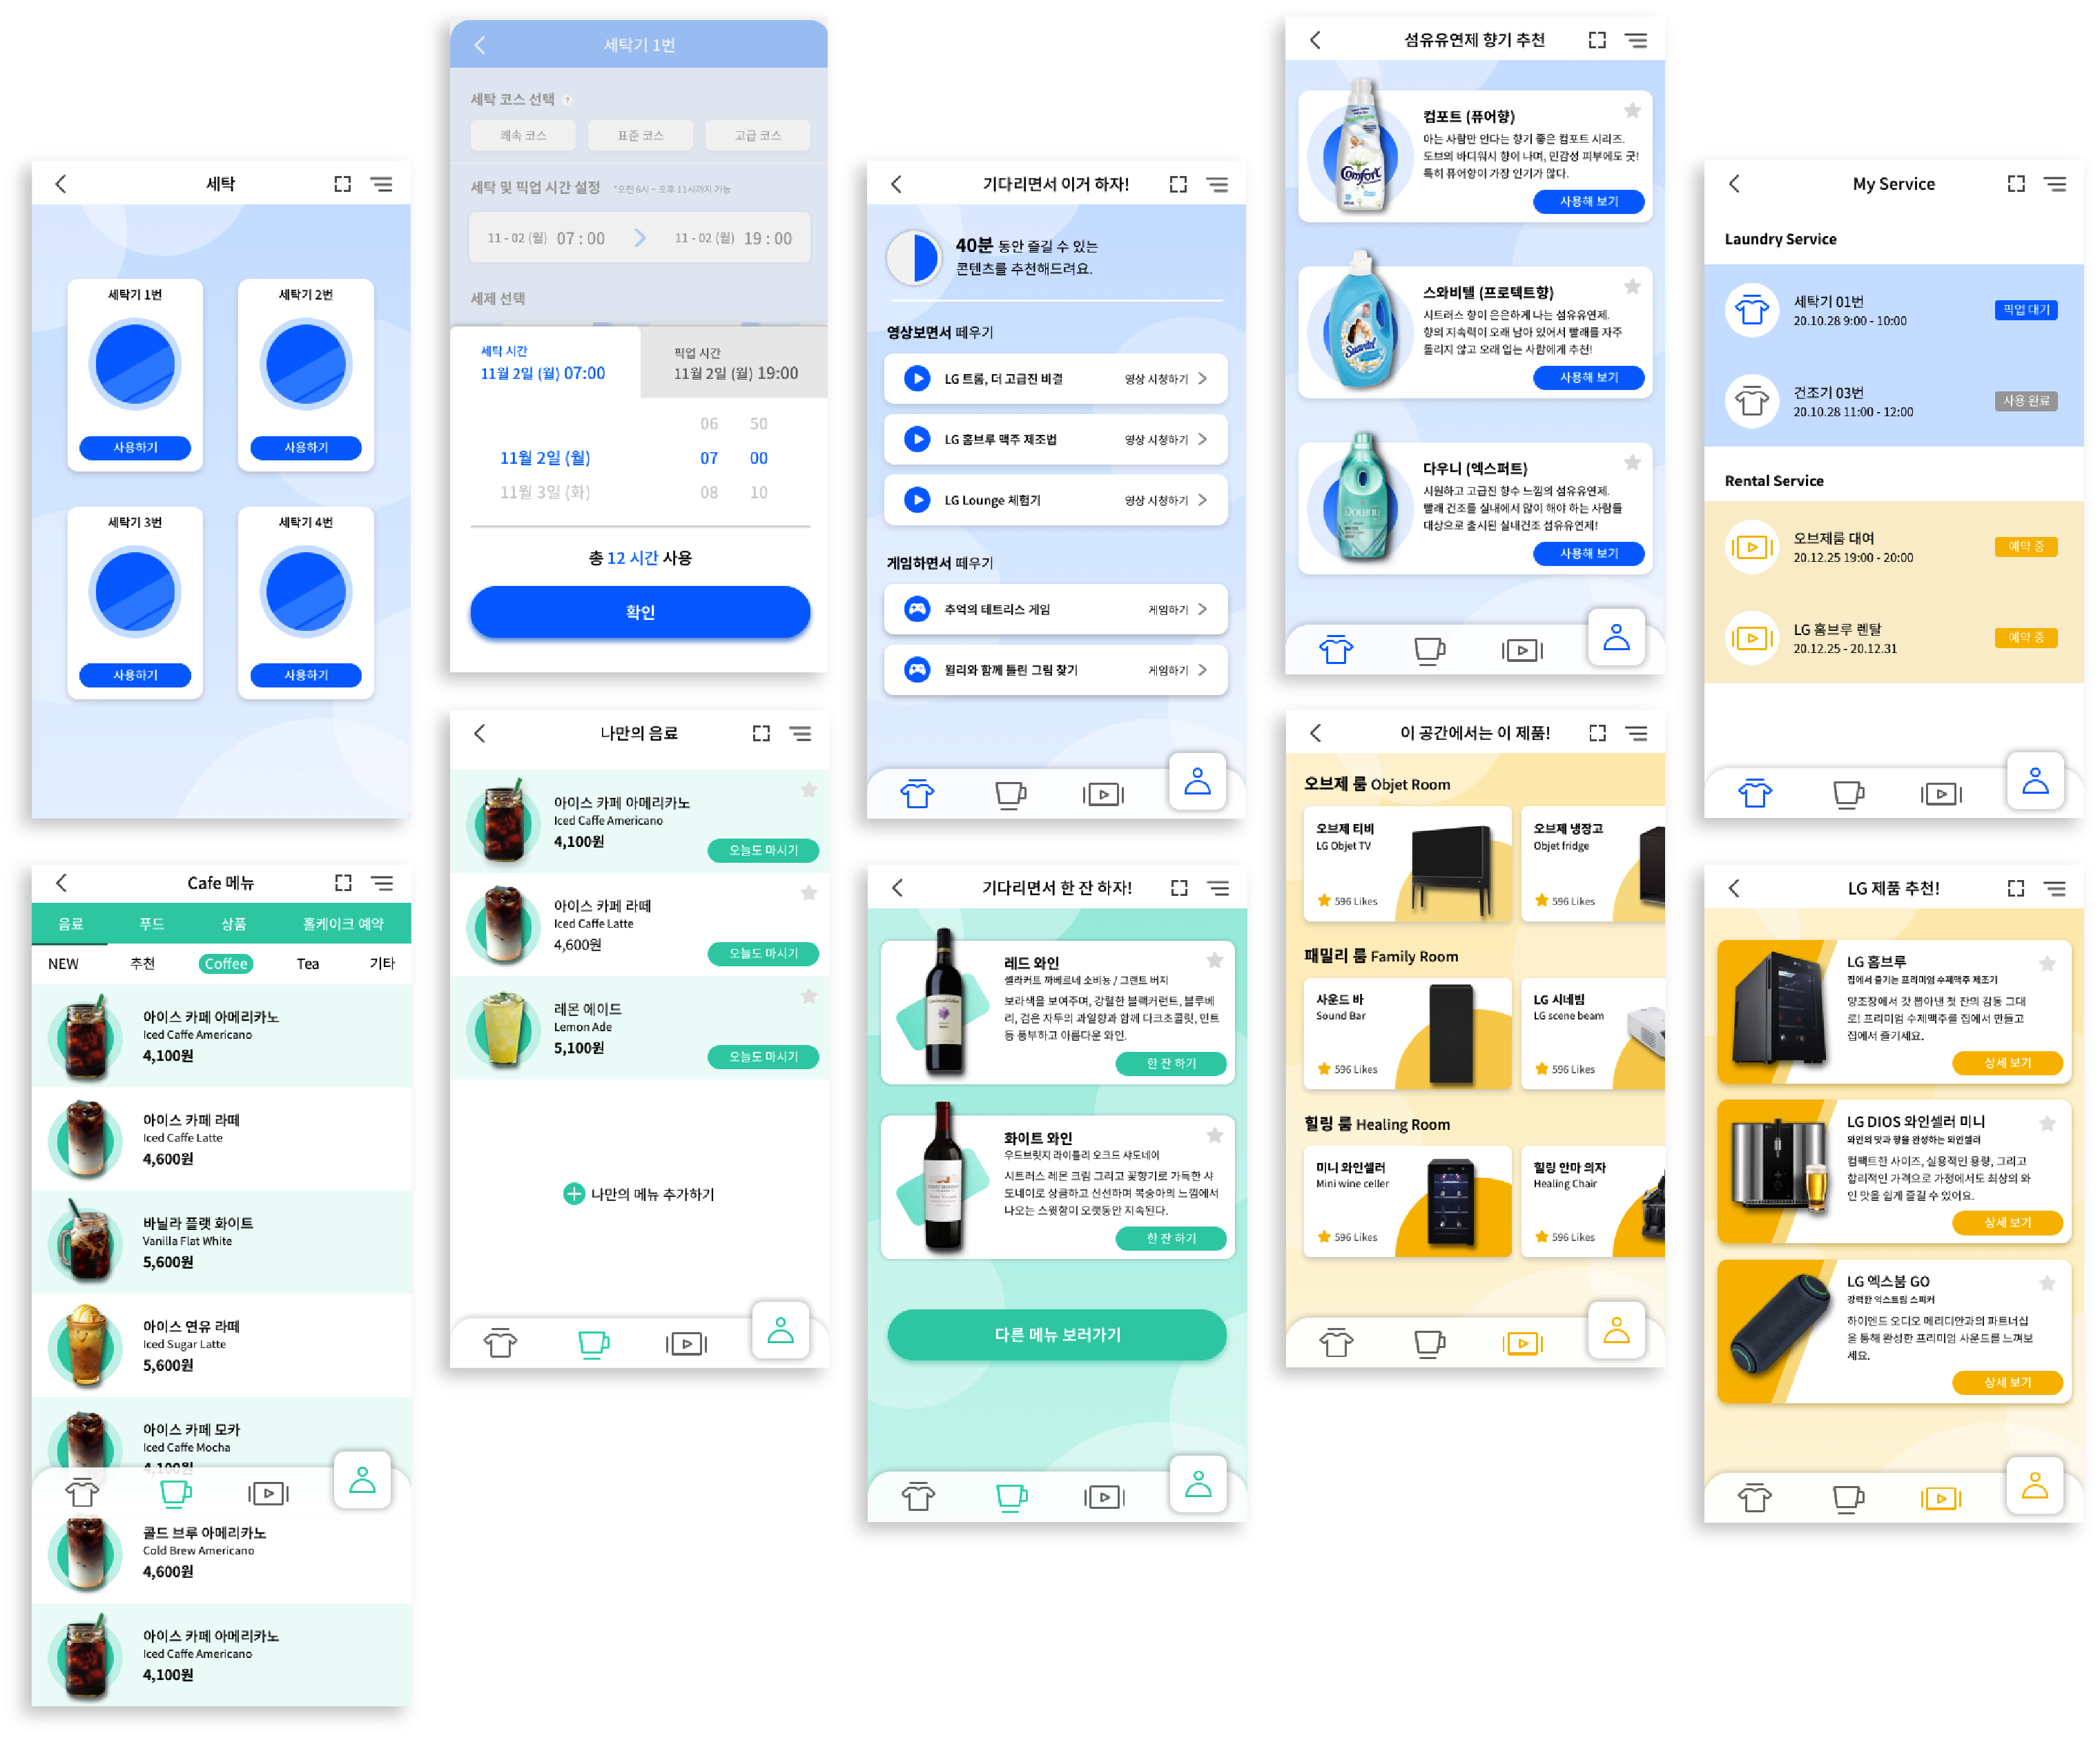 세탁
세탁기 1번
세탁기 2번
사용하기
사용하기
세탁기 3번
세탁기 4번
사용하기
사용하기
세탁기 1번
세탁 코스 선택 ?
쾌속 코스
표준 코스
고급 코스
세탁 및 픽업 시간 설정 *오전 6시 ~ 오후 11시까지 가능
11 - 02 (월) 07 : 00
11 - 02 (월) 19 : 00
세제 선택
세탁 시간
11월 2일 (월) 07:00
픽업 시간
11월 2일 (월) 19:00
06 50
11월 2일 (월) 07 00
11월 3일 (화) 08 10
총 12 시간 사용
확인
기다리면서 이거 하자!
40분 동안 즐길 수 있는
콘텐츠를 추천해드려요.
영상보면서 떼우기
LG 트롬, 더 고급진 비결 영상 시청하기
LG 홈브루 맥주 제조법 영상 시청하기
LG Lounge 체험기 영상 시청하기
게임하면서 떼우기
추억의 테트리스 게임 게임하기
윌리와 함께 틀린 그림 찾기 게임하기
섬유유연제 향기 추천
컴포트 (퓨어향)
아는 사람만 안다는 향기 좋은 컴포트 시리즈.
도브의 바디워시 향이 나며, 민감성 피부에도 굿!
특히 퓨어향이 가장 인기가 많다.
Comfort
사용해 보기
스와비텔 (프로텍트향)
시트러스 향이 은은하게 나는 섬유유연제.
향의 지속력이 오래 남아 있어서 빨래를 자주
돌리지 않고 오래 입는 사람에게 추천!
Suavitel
사용해 보기
다우니 (엑스퍼트)
시원하고 고급진 향수 느낌의 섬유유연제.
빨래 건조를 실내에서 많이 해야 하는 사람들
대상으로 출시된 실내건조 섬유유연제!
Downy
사용해 보기
My Service
Laundry Service
세탁기 01번
20.10.28 9:00 - 10:00
픽업 대기
건조기 03번
20.10.28 11:00 - 12:00
사용 완료
Rental Service
오브제룸 대여
20.12.25 19:00 - 20:00
예약 중
LG 홈브루 렌탈
20.12.25 - 20.12.31
예약 중
Cafe 메뉴
음료 푸드 상품 홀케이크 예약
NEW 추천 Coffee Tea 기타
아이스 카페 아메리카노
Iced Caffe Americano
4,100원
아이스 카페 라떼
Iced Caffe Latte
4,600원
바닐라 플랫 화이트
Vanilla Flat White
5,600원
아이스 연유 라떼
Iced Sugar Latte
5,600원
아이스 카페 모카
Iced Caffe Mocha
4,100원
콜드 브루 아메리카노
Cold Brew Americano
4,600원
아이스 카페 아메리카노
Iced Caffe Americano
4,100원
나만의 음료
아이스 카페 아메리카노
Iced Caffe Americano
4,100원
오늘도 마시기
아이스 카페 라떼
Iced Caffe Latte
4,600원
오늘도 마시기
레몬 에이드
Lemon Ade
5,100원
오늘도 마시기
나만의 메뉴 추가하기
기다리면서 한 잔 하자!
레드 와인
셀라커트 까베르네 소비뇽 / 그랜트 버지
보라색을 보여주며, 강렬한 블랙커런트, 블루베
리, 검은 자두의 과일향과 함께 다크초콜릿, 민트
등 풍부하고 아름다운 와인.
한 잔 하기
화이트 와인
우드브릿지 라이틀리 오크드 샤도네이
시트러스 레몬 크림 그리고 꽃향기로 가득한 샤
도네이로 상큼하고 신선하며 복숭아의 느낌에서
나오는 스윗함이 오랫동안 지속된다.
한 잔 하기
다른 메뉴 보러가기
이 공간에서는 이 제품!
오브제 룸 Objet Room
오브제 티비
LG Objet TV
596 Likes
오브제 냉장고
Objet fridge
596 Likes
패밀리 룸 Family Room
사운드 바
Sound Bar
596 Likes
LG 시네빔
LG scene beam
596 Likes
힐링 룸 Healing Room
미니 와인셀러
Mini wine celler
596 Likes
힐링 안마 의자
Healing Chair
596 Likes
LG 제품 추천!
LG 홈브루
집에서 즐기는 프리미엄 수제맥주 제조기
양조장에서 갓 뽑아낸 첫 잔의 감동 그대
로! 프리미엄 수제맥주를 집에서 만들고
집에서 즐기세요.
상세 보기
LG DIOS 와인셀러 미니
와인의 맛과 향을 완성하는 와인셀러
컴팩트한 사이즈, 실용적인 용량, 그리고
합리적인 가격으로 가정에서도 최상의 와
인 맛을 쉽게 즐길 수 있어요.
상세 보기
LG 엑스붐 GO
강력한 익스트림 스피커
하이엔드 오디오 메리디안과의 파트너십
을 통해 완성한 프리미엄 사운드를 느껴보
세요.
상세 보기